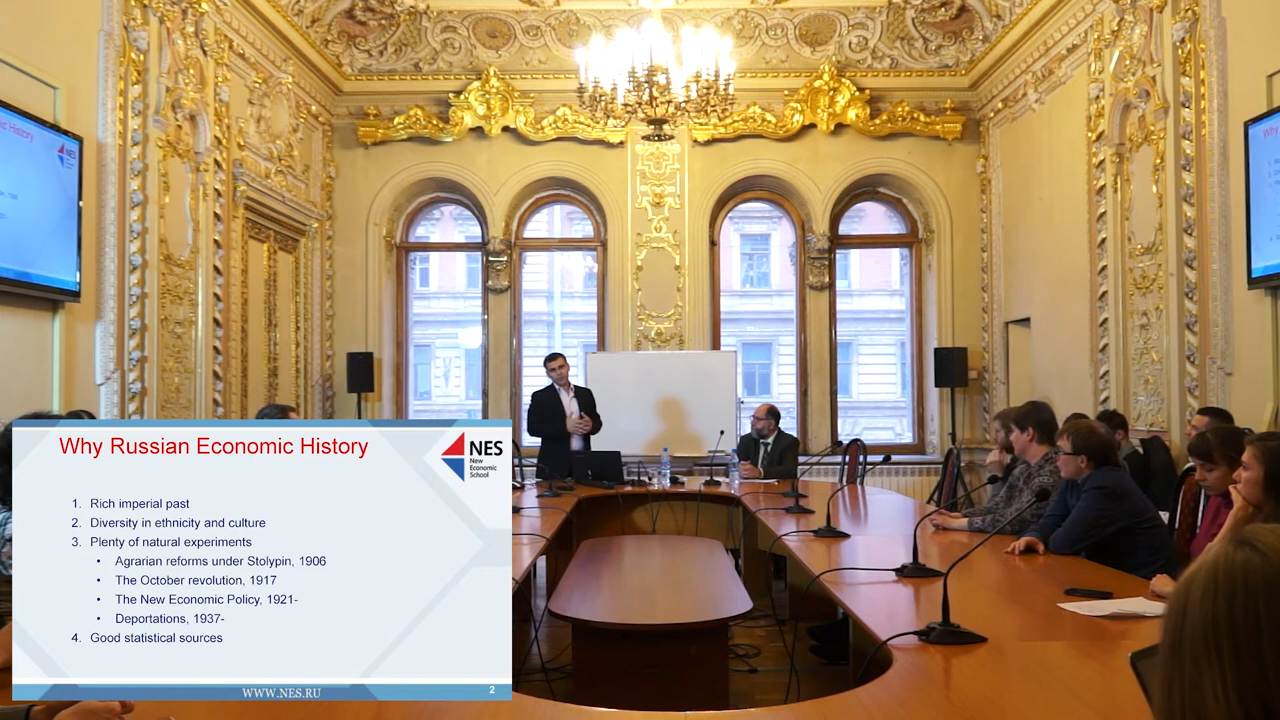 Why Russian Economic History
NES
New
Economic
School
1. Rich imperial past
2. Diversity in ethnicity and culture
3. Plenty of natural experiments
• Agrarian reforms under Stolypin, 1906
• The October revolution, 1917
• The New Economic Policy, 1921-
• Deportations, 1937-
4. Good statistical sources
WWW.NES.RU
2
History
NES